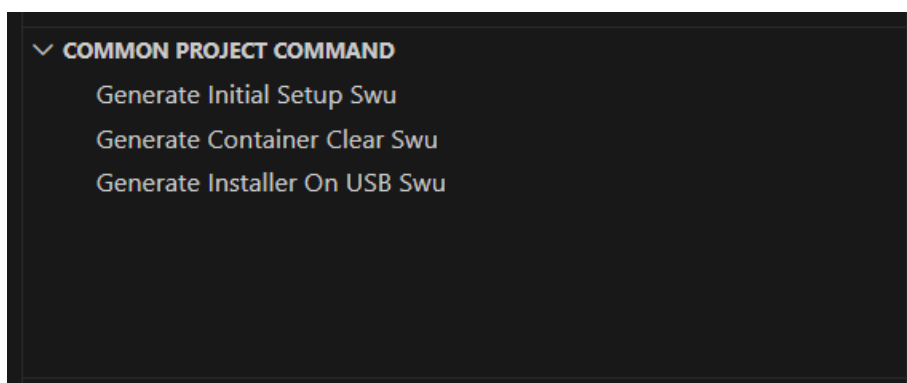 COMMON PROJECT COMMAND
Generate Initial Setup Swu
Generate Container Clear Swu
Generate Installer On USB Swu